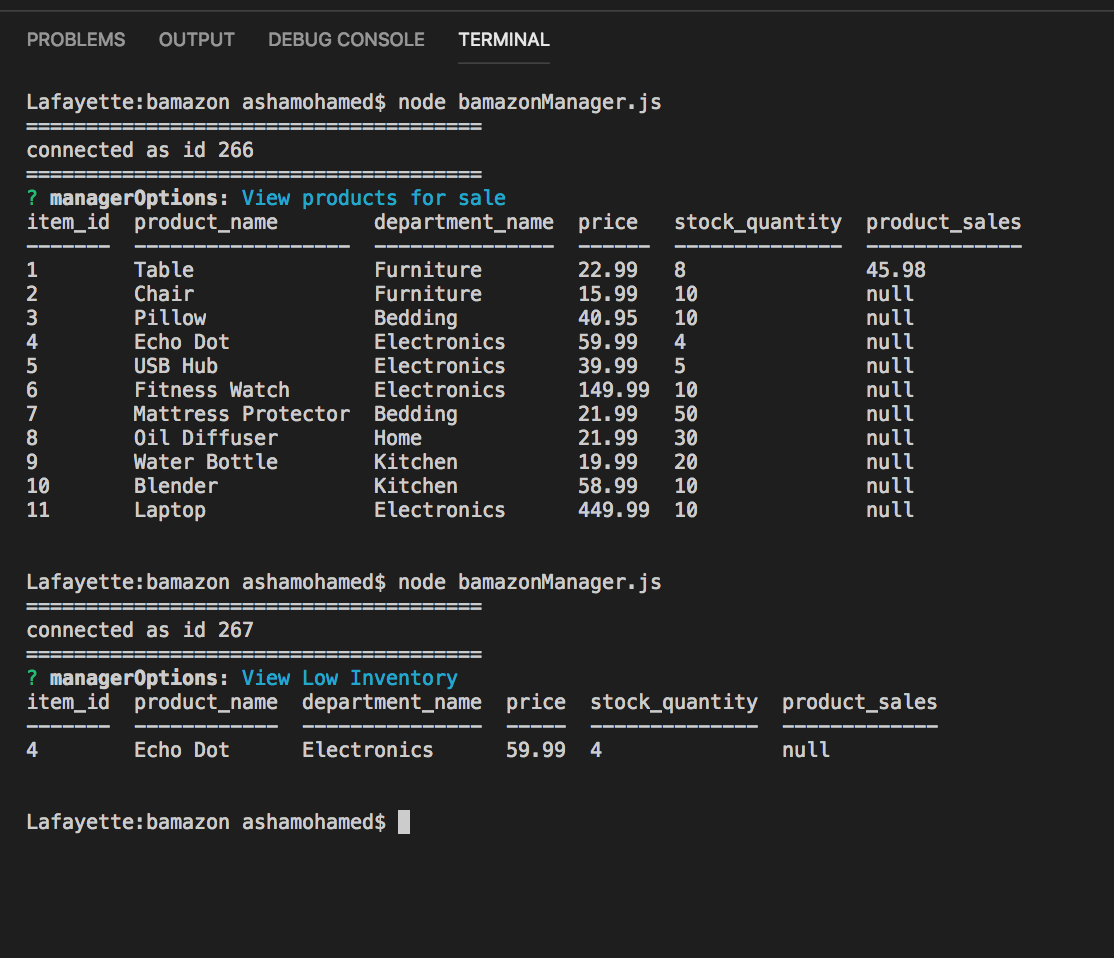 PROBLEMS OUTPUT DEBUG CONSOLE TERMINAL
Lafayette:bamazon ashamohamed$ node bamazonManager.js
======================================
connected as id 266
======================================
? managerOptions: View products for sale
item_id  product_name        department_name  price   stock_quantity  product_sales
-------  ------------------  ---------------  ------  --------------  -------------
1        Table               Furniture        22.99   8               45.98
2        Chair               Furniture        15.99   10              null
3        Pillow              Bedding          40.95   10              null
4        Echo Dot            Electronics      59.99   4               null
5        USB Hub             Electronics      39.99   5               null
6        Fitness Watch       Electronics      149.99  10              null
7        Mattress Protector  Bedding          21.99   50              null
8        Oil Diffuser        Home             21.99   30              null
9        Water Bottle        Kitchen          19.99   20              null
10       Blender             Kitchen          58.99   10              null
11       Laptop              Electronics      449.99  10              null
Lafayette:bamazon ashamohamed$ node bamazonManager.js
======================================
connected as id 267
======================================
? managerOptions: View Low Inventory
item_id  product_name  department_name  price  stock_quantity  product_sales
-------  ------------  ---------------  -----  --------------  -------------
4        Echo Dot      Electronics      59.99  4               null
Lafayette:bamazon ashamohamed$